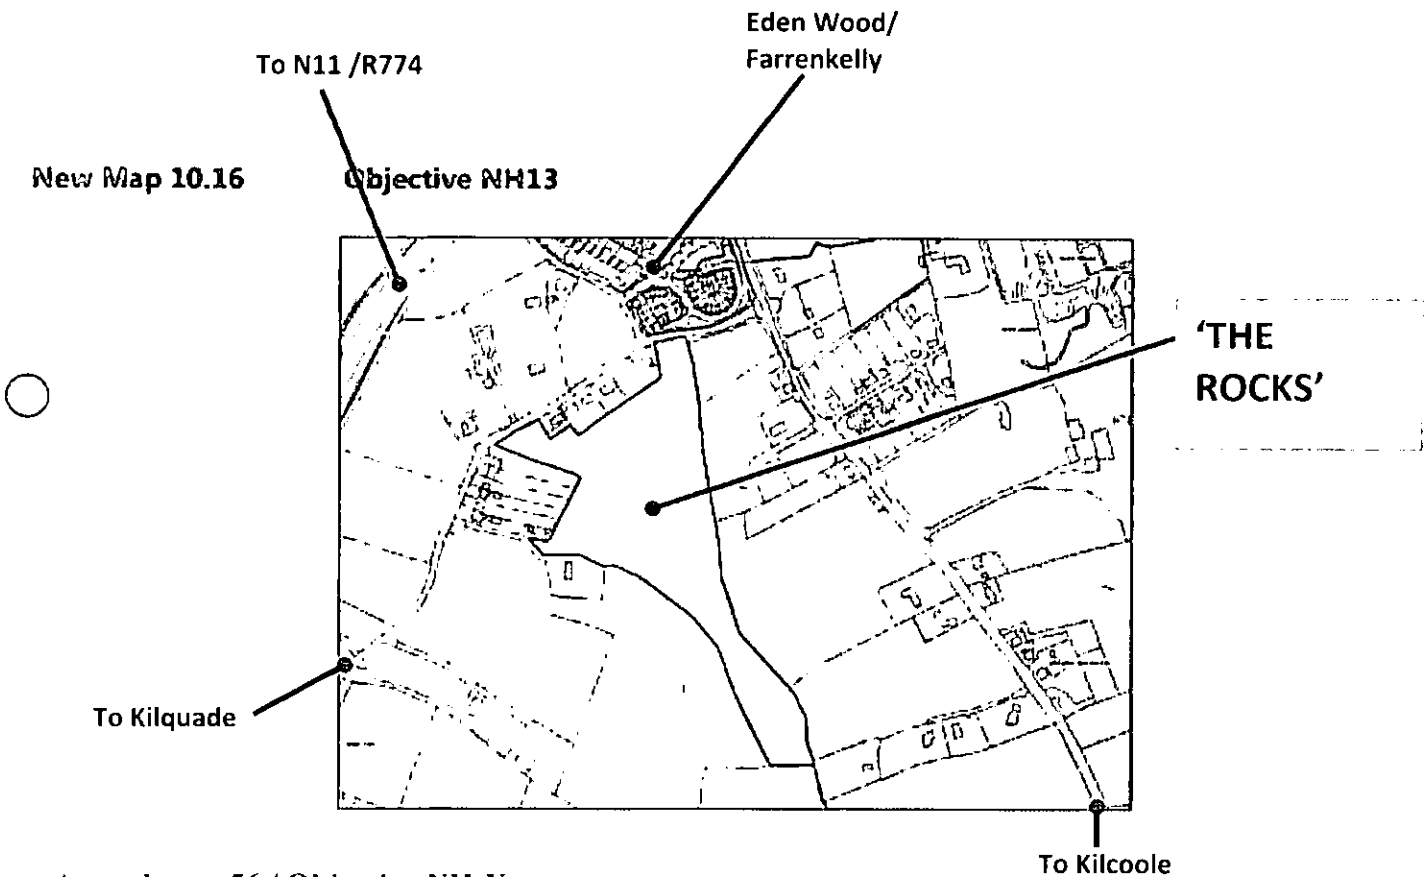 Eden Wood/
Farrenkelly
To N11 /R774
New Map 10.16 Objective NH13
'THE
ROCKS'
To Kilquade
To Kilcoole